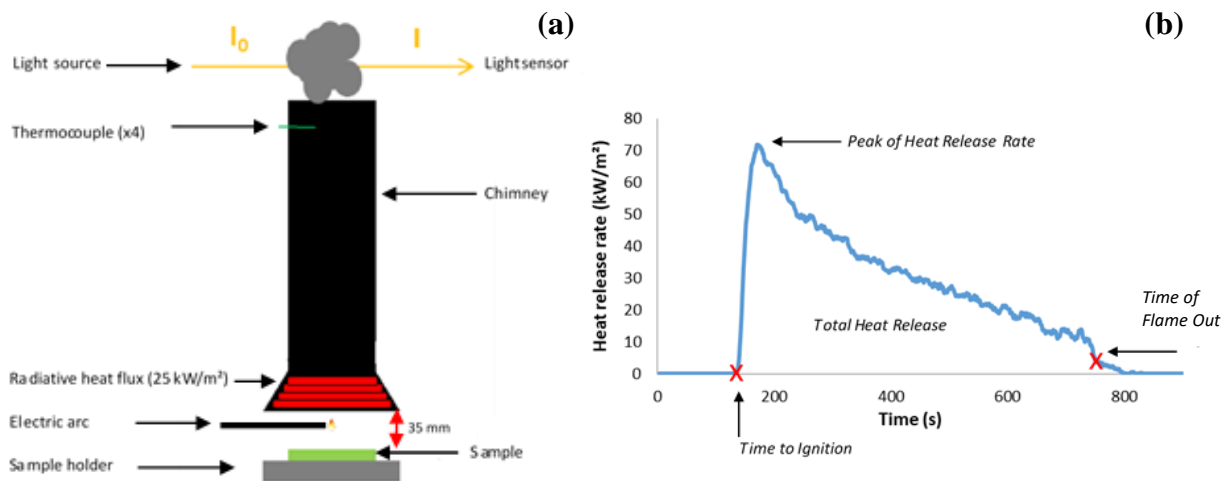 (a)
I₀
I
Light source
Lightsensor
Thermocouple (x4)
Chimney
Radiative heat flux (25 kW/m²)
Electric arc
35 mm
Sample
Sample holder
(b)
Heat release rate (kW/m²)
80
70
60
50
40
30
20
10
0
0
200
400
600
800
Time (s)
Peak of Heat Release Rate
Total Heat Release
Time of
Flame Out
Time to Ignition